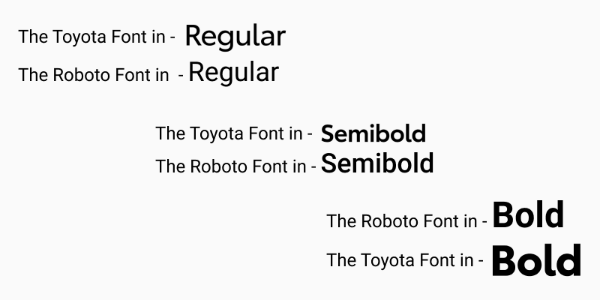 The Toyota Font in - Regular
The Roboto Font in - Regular
The Toyota Font in - Semibold
The Roboto Font in - Semibold
The Roboto Font in - Bold
The Toyota Font in - Bold